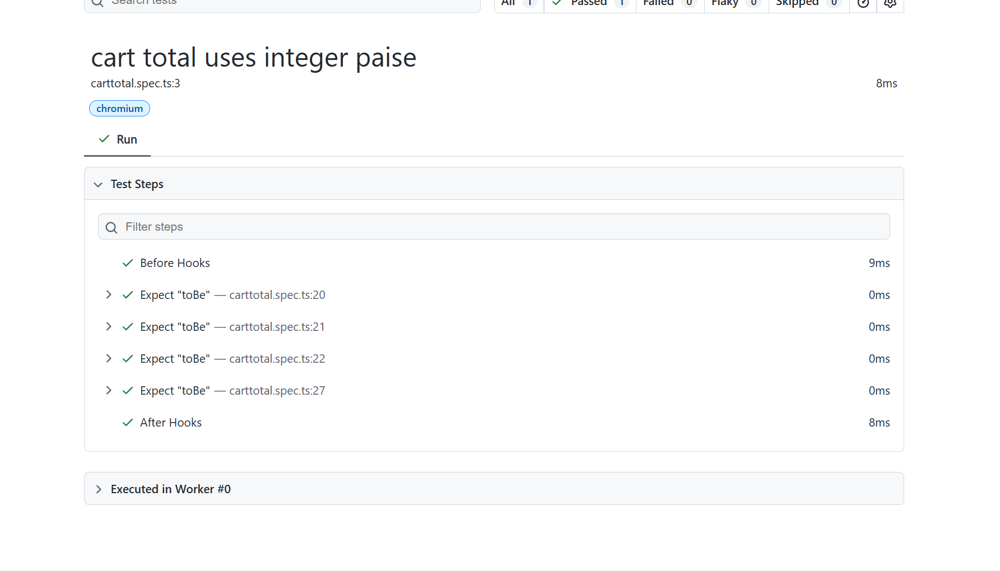 Search tests
All 1 Passed 1 Failed 0 Flaky 0 Skipped 0
cart total uses integer paise
carttotal.spec.ts:3 8ms
chromium
Run
Test Steps
Filter steps
Before Hooks 9ms
Expect "toBe" — carttotal.spec.ts:20 0ms
Expect "toBe" — carttotal.spec.ts:21 0ms
Expect "toBe" — carttotal.spec.ts:22 0ms
Expect "toBe" — carttotal.spec.ts:27 0ms
After Hooks 8ms
Executed in Worker #0